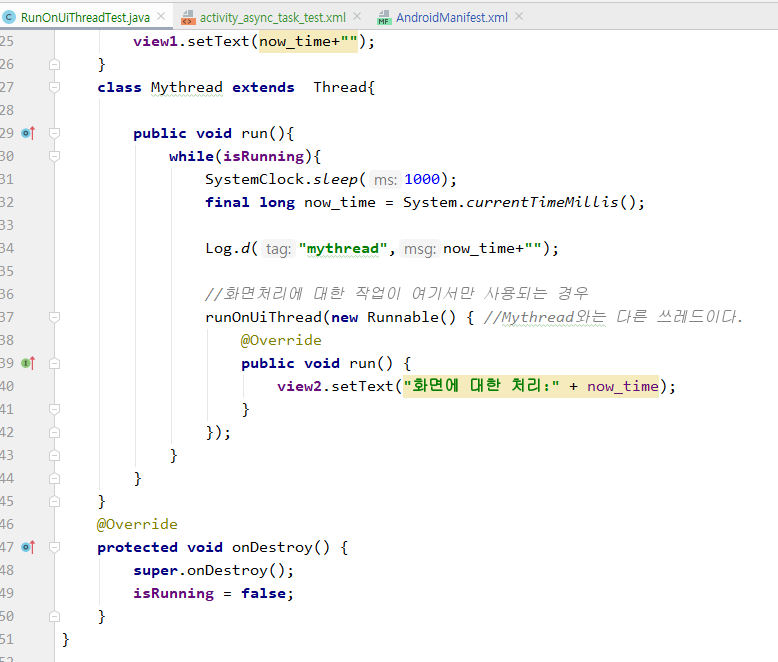 RunOnUiThreadTest.java activity_async_task_test.xml AndroidManifest.xml
25 view1.setText(now_time+"");
26 }
27 class Mythread extends Thread{
28
29 public void run(){
30 while(isRunning){
31 SystemClock.sleep( ms: 1000);
32 final long now_time = System.currentTimeMillis();
33
34 Log.d( tag: "mythread", msg: now_time+"");
35
36 //화면처리에 대한 작업이 여기서만 사용되는 경우
37 runOnUiThread(new Runnable() { //Mythread와는 다른 쓰레드이다.
38 @Override
39 public void run() {
40 view2.setText("화면에 대한 처리:" + now_time);
41 }
42 });
43 }
44 }
45 }
46 @Override
47 protected void onDestroy() {
48 super.onDestroy();
49 isRunning = false;
50 }
51 }